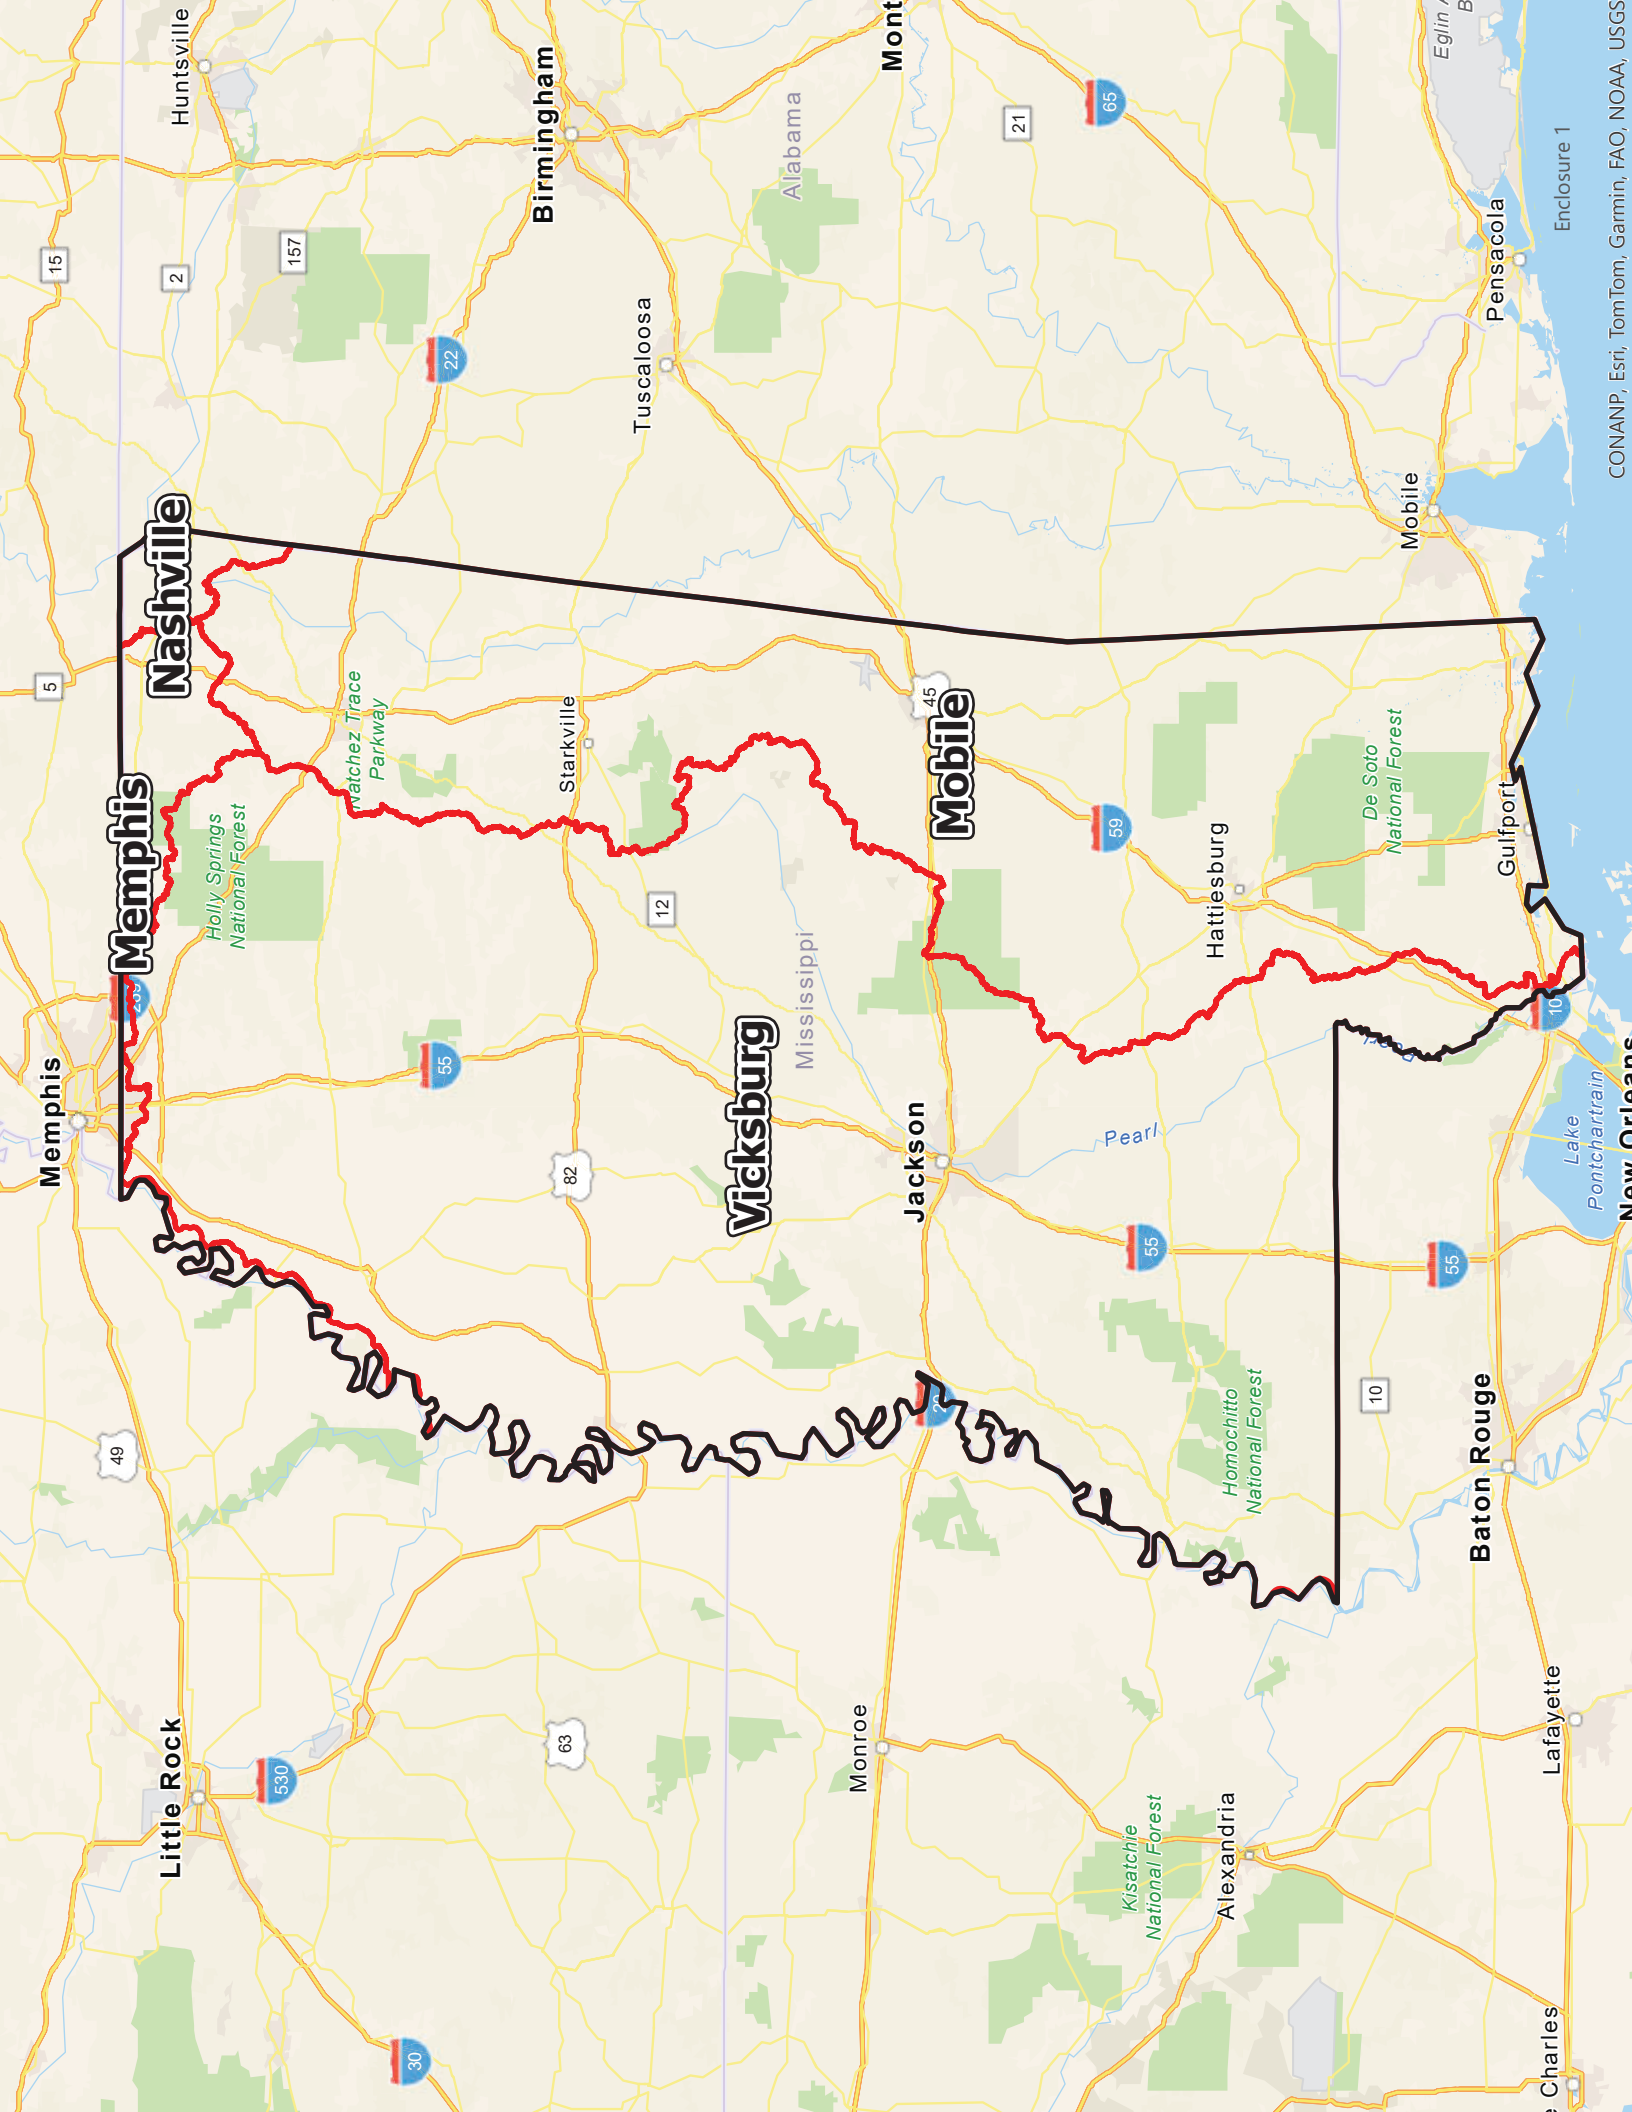 Huntsville
Birmingham
Mont
Alabama
Eglin
B
21
65
15
2
157
22
Tuscaloosa
Pensacola
Enclosure 1
CONANP, Esri, TomTom, Garmin, FAO, NOAA, USGS
Mobile
5
Nashville
Natchez Trace
Parkway
Starkville
45
Mobile
De Soto
National Forest
59
Hattiesburg
Gulfport
Memphis
Holly Springs
National Forest
12
Mississippi
Vicksburg
Memphis
55
82
Jackson
Pearl
Pearl
10
55
55
Lake
Pontchartrain
New Orleans
49
20
Homochitto
National Forest
10
Baton Rouge
Little Rock
530
63
Monroe
Lafayette
Kisatchie
National Forest
Alexandria
30
e Charles